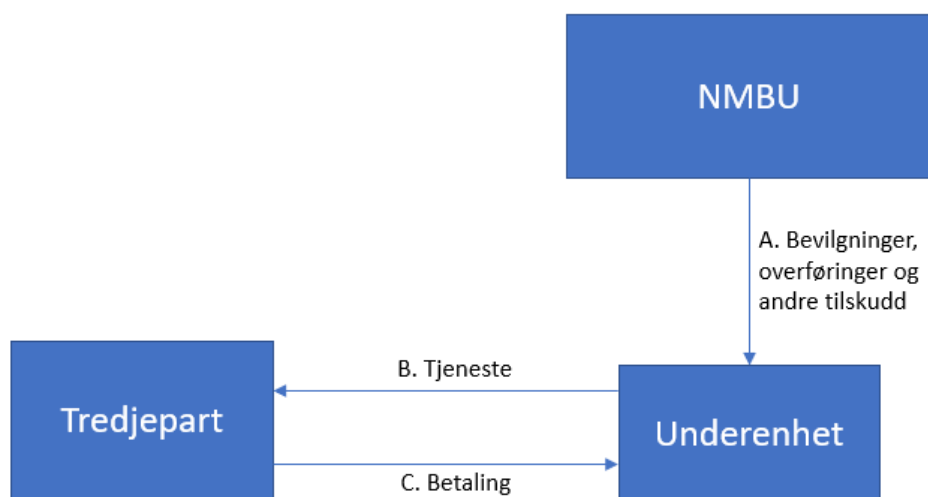 NMBU
A. Bevilgninger,
overføringer og
andre tilskudd
B. Tjeneste
Tredjepart
Underenhet
C. Betaling